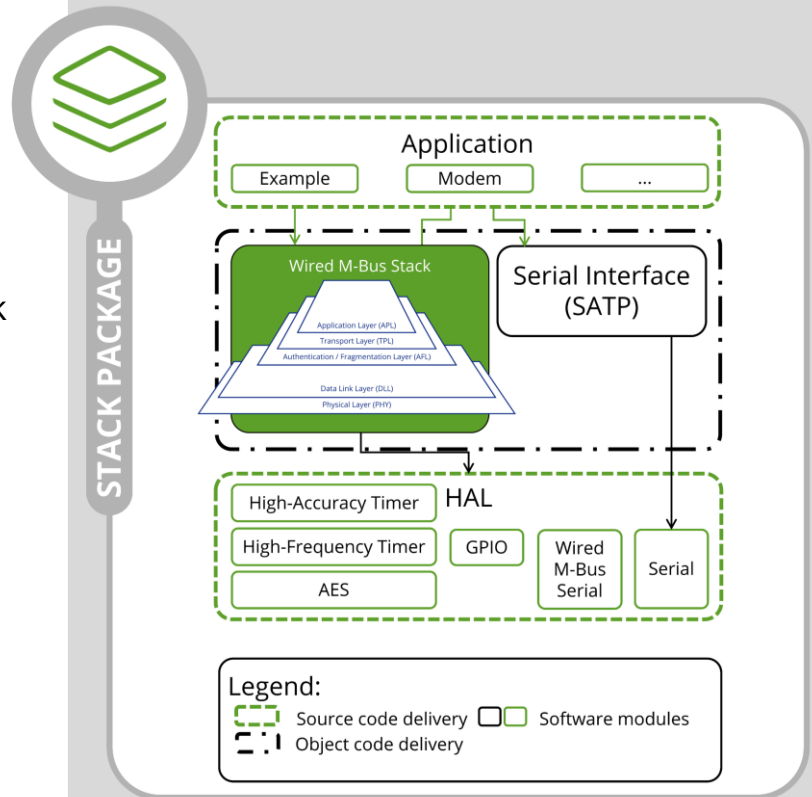 k
STACK PACKAGE
Application
Example
Modem
...
Wired M-Bus Stack
Application Layer (APL)
Transport Layer (TPL)
Authentication / Fragmentation Layer (AFL)
Data Link Layer (DLL)
Physical Layer (PHY)
Serial Interface
(SATP)
HAL
High-Accuracy Timer
High-Frequency Timer
AES
GPIO
Wired
M-Bus
Serial
Serial
Legend:
Source code delivery
Software modules
Object code delivery